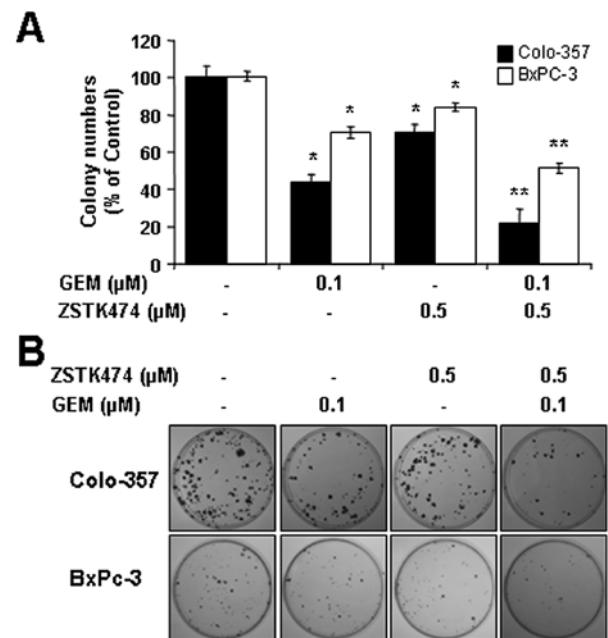 A
Colony numbers
(% of Control)
120
100
80
60
40
20
0
Colo-357
BxPC-3
* * * * ** **
GEM (µM) - 0.1 - 0.1
ZSTK474 (µM) - - 0.5 0.5
B
ZSTK474 (µM) - - 0.5 0.5
GEM (µM) - 0.1 - 0.1
Colo-357
BxPc-3